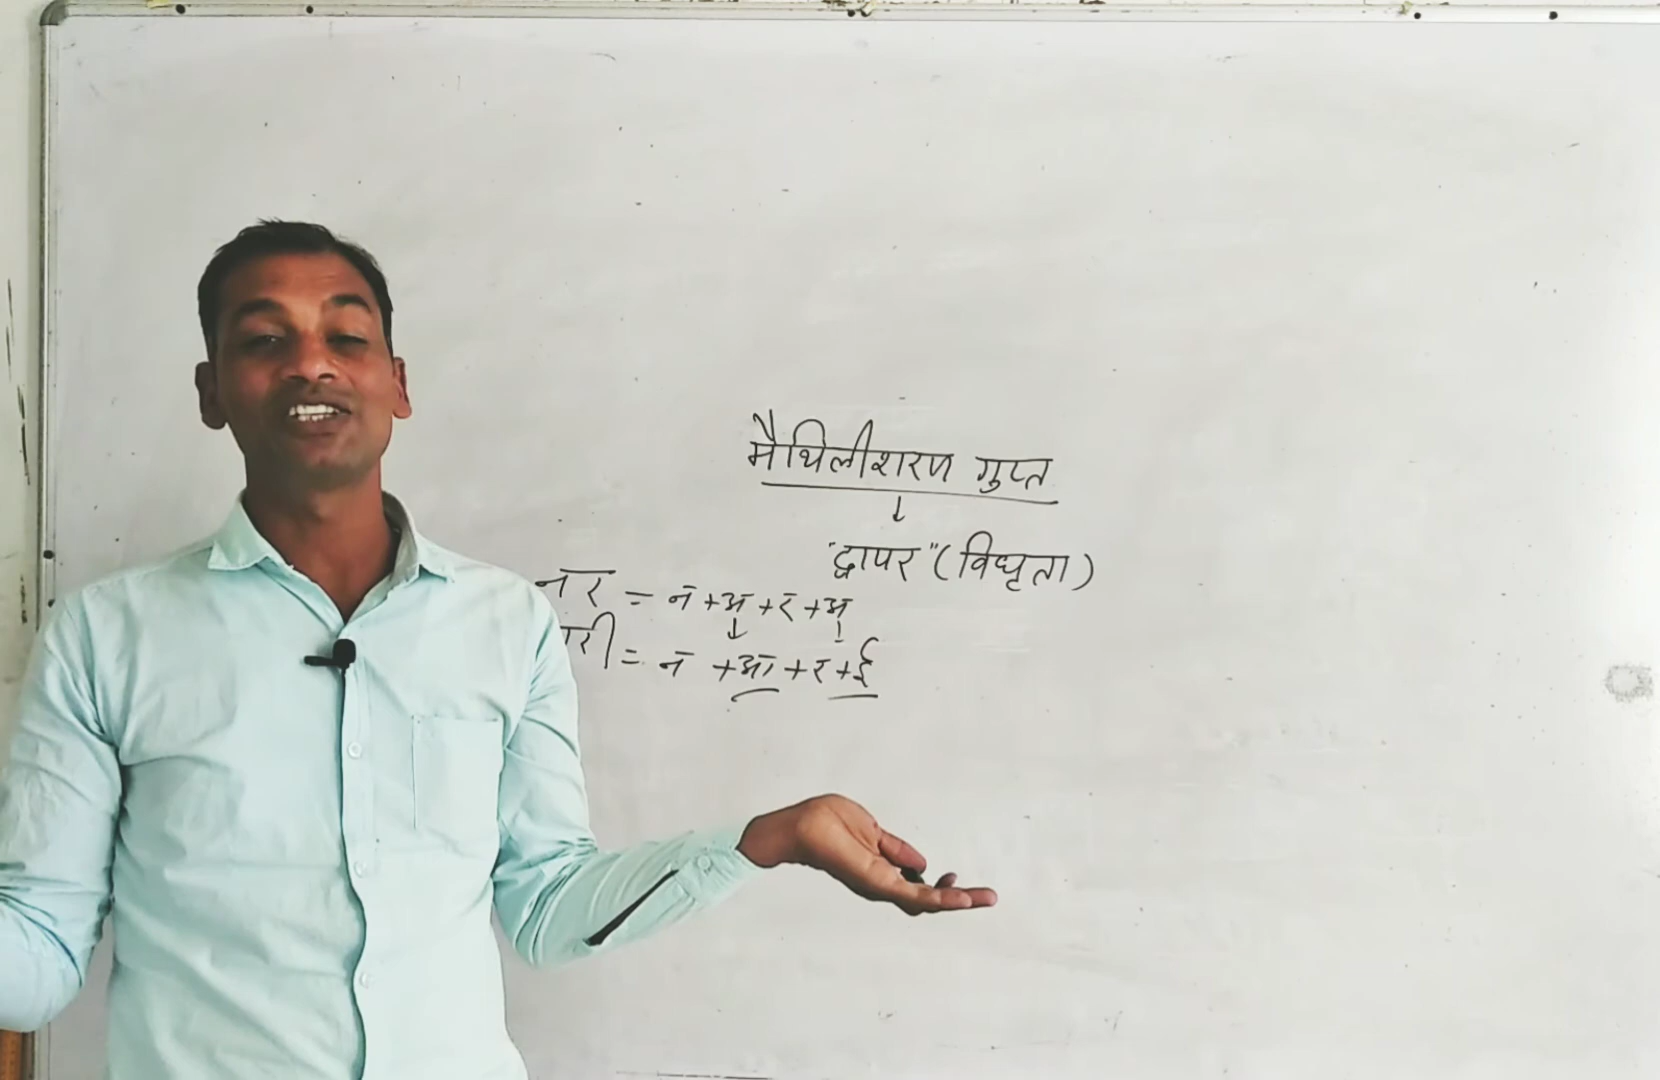 मैथिलीशरण गुप्त
↓
"द्वापर" (विधृता)
नर = न + अ + र + अ
↓ ↓
ारी = न + आ + र + ई